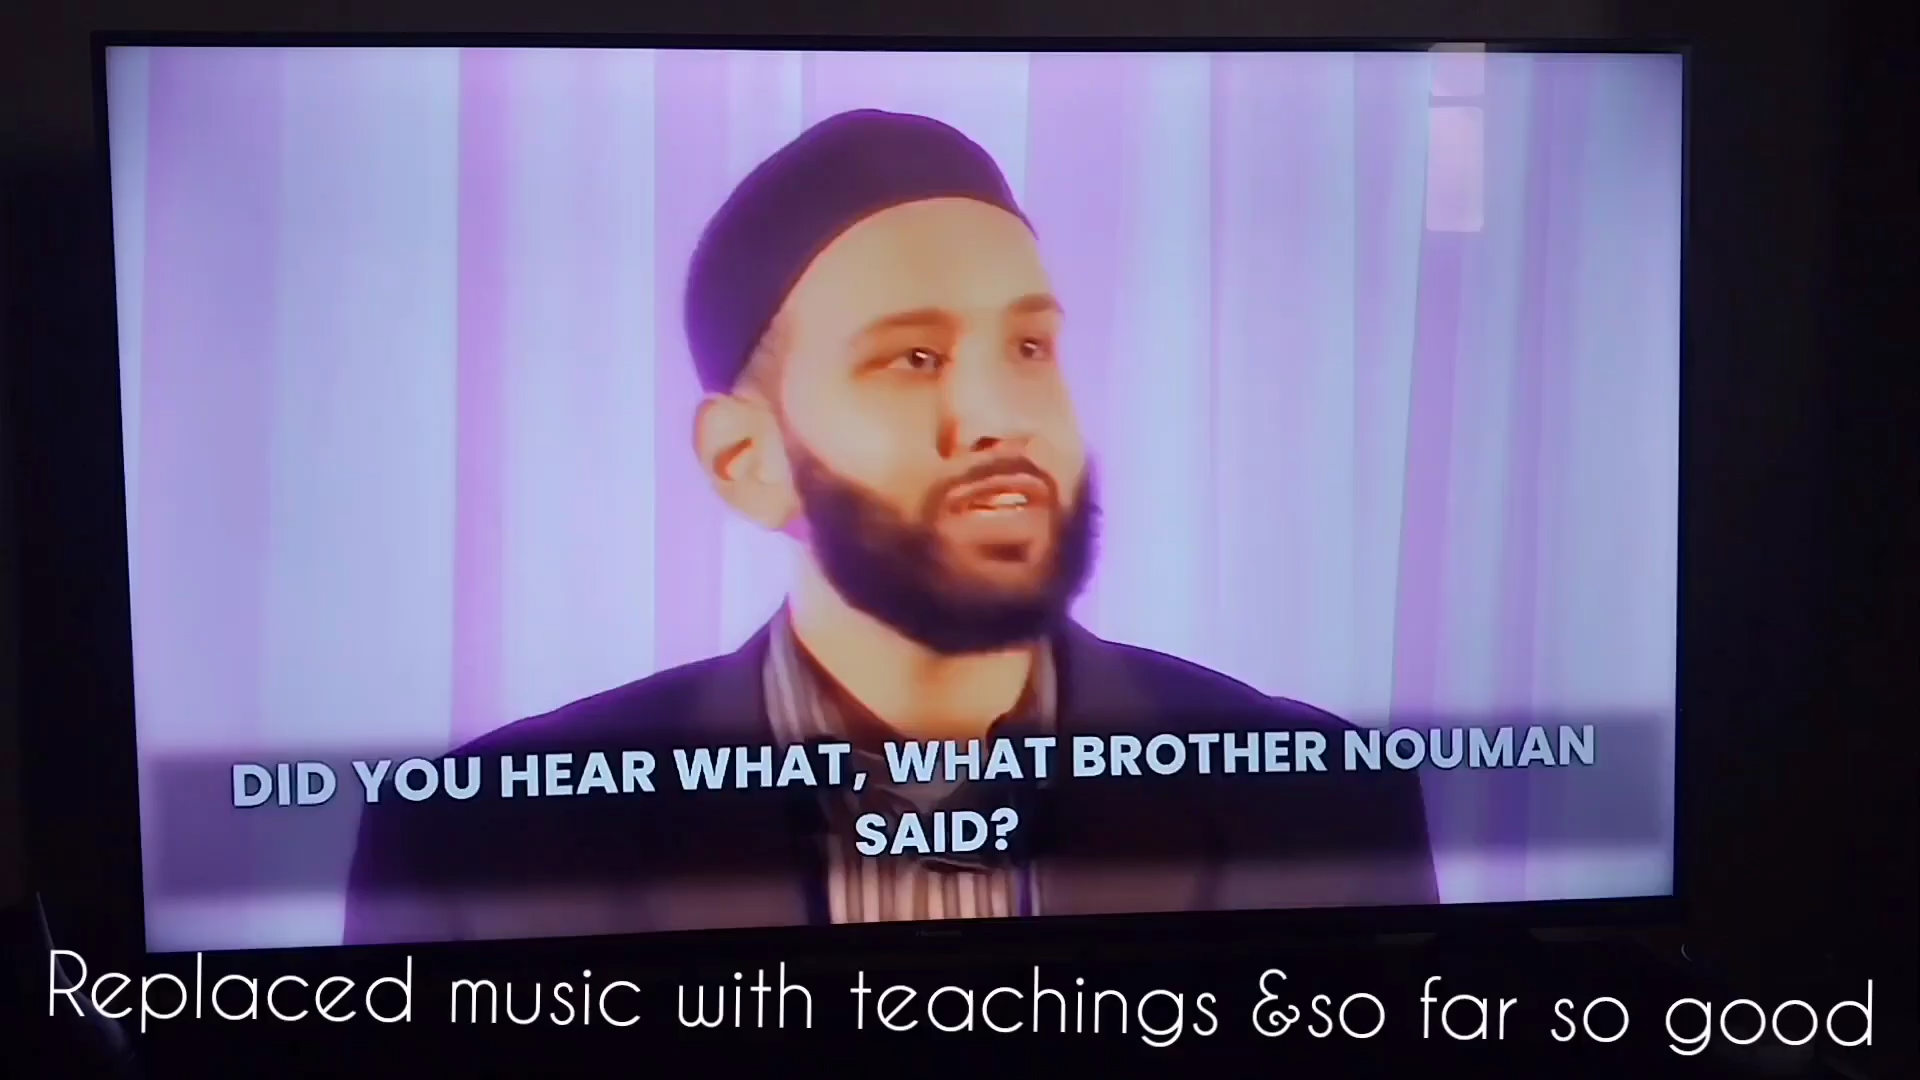 DID YOU HEAR WHAT, WHAT BROTHER NOUMAN
SAID?
Replaced music with teachings &so far so good